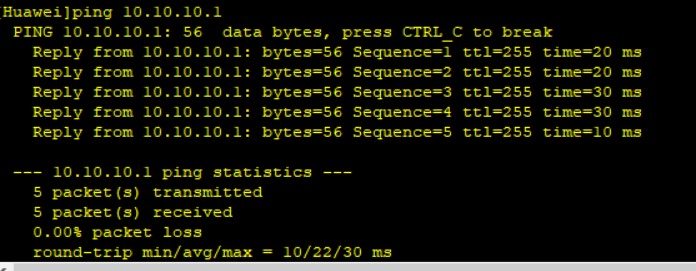 [Huawei]ping 10.10.10.1
PING 10.10.10.1: 56  data bytes, press CTRL_C to break
Reply from 10.10.10.1: bytes=56 Sequence=1 ttl=255 time=20 ms
Reply from 10.10.10.1: bytes=56 Sequence=2 ttl=255 time=20 ms
Reply from 10.10.10.1: bytes=56 Sequence=3 ttl=255 time=30 ms
Reply from 10.10.10.1: bytes=56 Sequence=4 ttl=255 time=30 ms
Reply from 10.10.10.1: bytes=56 Sequence=5 ttl=255 time=10 ms
--- 10.10.10.1 ping statistics ---
5 packet(s) transmitted
5 packet(s) received
0.00% packet loss
round-trip min/avg/max = 10/22/30 ms